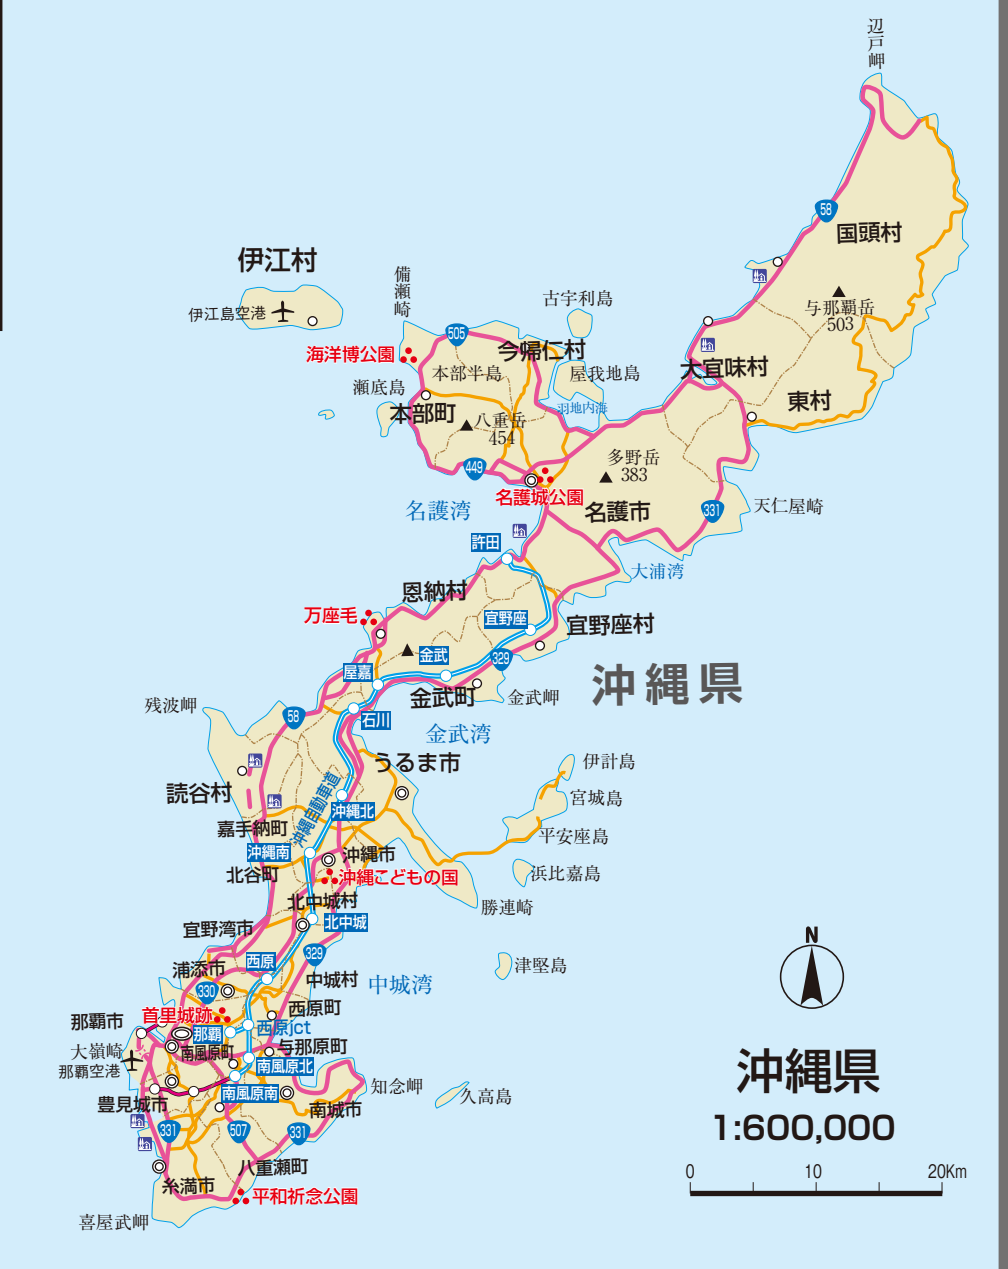 辺戸岬
58
国頭村
与那覇岳
503
伊江村
伊江島空港
備瀬崎
古宇利島
505
今帰仁村
海洋博公園
本部半島
屋我地島
大宜味村
瀬底島
本部町
羽地内海
東村
八重岳
454
多野岳
383
449
名護城公園
名護湾
名護市
331
天仁屋崎
許田
大浦湾
恩納村
万座毛
宜野座
宜野座村
金武
329
屋嘉
沖縄県
金武町
金武岬
残波岬
58
石川
金武湾
うるま市
伊計島
読谷村
沖縄自動車道
宮城島
沖縄北
嘉手納町
平安座島
沖縄南
沖縄市
北谷町
沖縄こどもの国
浜比嘉島
北中城村
勝連崎
宜野湾市
北中城
329
西原
浦添市
中城村
中城湾
津堅島
330
首里城跡
西原町
那覇市
那覇
西原jct
大嶺崎
南風原町
与那原町
那覇空港
南風原北
知念岬
豊見城市
南風原南
南城市
久高島
331
507
331
八重瀬町
糸満市
平和祈念公園
喜屋武岬
N
沖縄県
1:600,000
0
10
20Km